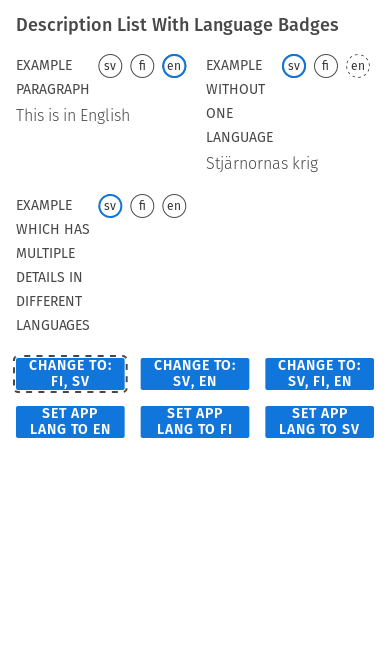 Description List With Language Badges
EXAMPLE PARAGRAPH
sv fi en
This is in English
EXAMPLE WITHOUT ONE LANGUAGE
sv fi en
Stjärnornas krig
EXAMPLE WHICH HAS MULTIPLE DETAILS IN DIFFERENT LANGUAGES
sv fi en
CHANGE TO: FI, SV
CHANGE TO: SV, EN
CHANGE TO: SV, FI, EN
SET APP LANG TO EN
SET APP LANG TO FI
SET APP LANG TO SV